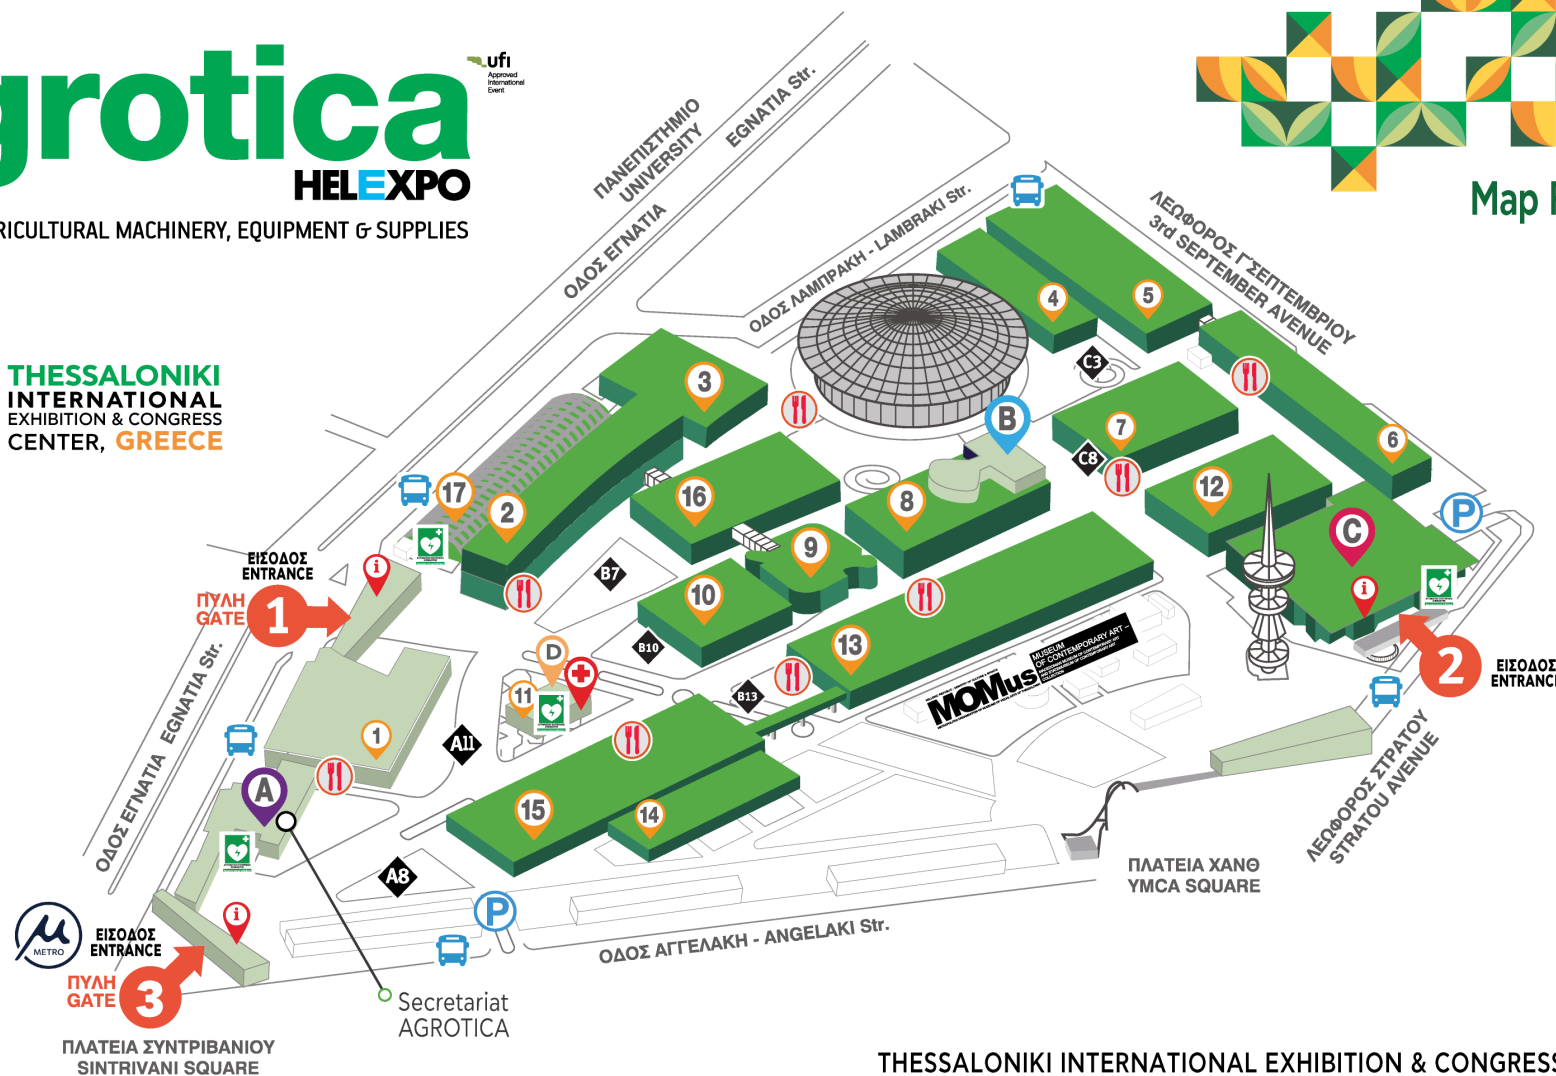 grotica
ufi
Approved
International
Event
HELEXPO
RICULTURAL MACHINERY, EQUIPMENT & SUPPLIES
Map
THESSALONIKI
INTERNATIONAL
EXHIBITION & CONGRESS
CENTER, GREECE
ΠΑΝΕΠΙΣΤΗΜΙΟ
UNIVERSITY
EGNATIA Str.
ΟΔΟΣ ΕΓΝΑΤΙΑ
ΟΔΟΣ ΛΑΜΠΡΑΚΗ - LAMBRAKI Str.
ΛΕΩΦΟΡΟΣ Γ΄ΣΕΠΤΕΜΒΡΙΟΥ
3rd SEPTEMBER AVENUE
4
5
C3
3
B
7
6
C8
17
2
16
8
12
P
C
9
i
ΕΙΣΟΔΟΣ
ENTRANCE
ΠΥΛΗ
GATE
1
B7
10
i
13
B10
MUSEUM
OF CONTEMPORARY ART –
MOMus
2
ΕΙΣΟΔΟΣ
ENTRANCE
D
11
B13
1
A11
A
15
14
ΟΔΟΣ ΕΓΝΑΤΙΑ EGNATIA Str.
ΛΕΩΦΟΡΟΣ ΣΤΡΑΤΟΥ
STRATOU AVENUE
ΠΛΑΤΕΙΑ ΧΑΝΘ
YMCA SQUARE
A8
P
i
METRO
ΕΙΣΟΔΟΣ
ENTRANCE
ΠΥΛΗ
GATE
3
ΟΔΟΣ ΑΓΓΕΛΑΚΗ - ANGELAKI Str.
Secretariat
AGROTICA
ΠΛΑΤΕΙΑ ΣΥΝΤΡΙΒΑΝΙΟΥ
SINTRIVANI SQUARE
THESSALONIKI INTERNATIONAL EXHIBITION & CONGRESS